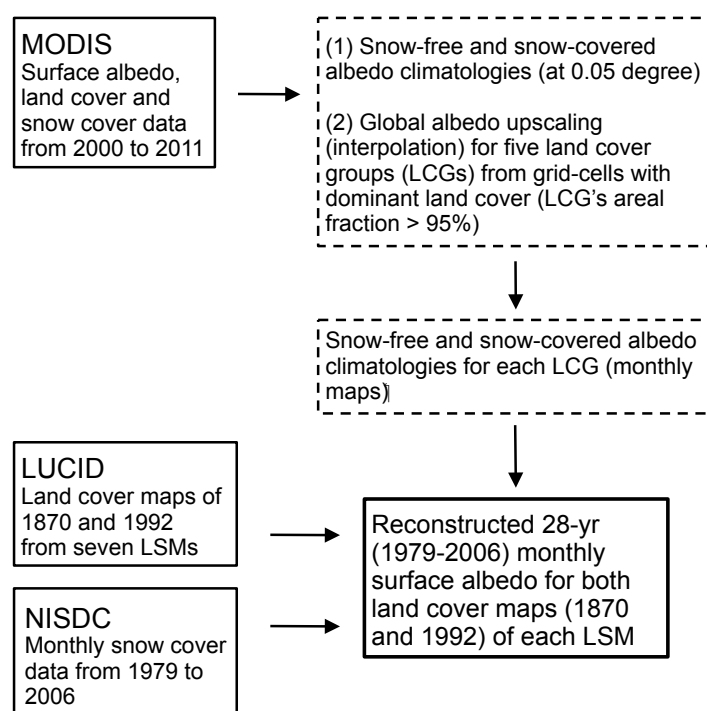 MODIS
Surface albedo,
land cover and
snow cover data
from 2000 to 2011
(1) Snow-free and snow-covered
albedo climatologies (at 0.05 degree)
(2) Global albedo upscaling
(interpolation) for five land cover
groups (LCGs) from grid-cells with
dominant land cover (LCG's areal
fraction > 95%)
Snow-free and snow-covered albedo
climatologies for each LCG (monthly
maps)
LUCID
Land cover maps of
1870 and 1992
from seven LSMs
NISDC
Monthly snow cover
data from 1979 to
2006
Reconstructed 28-yr
(1979-2006) monthly
surface albedo for both
land cover maps (1870
and 1992) of each LSM